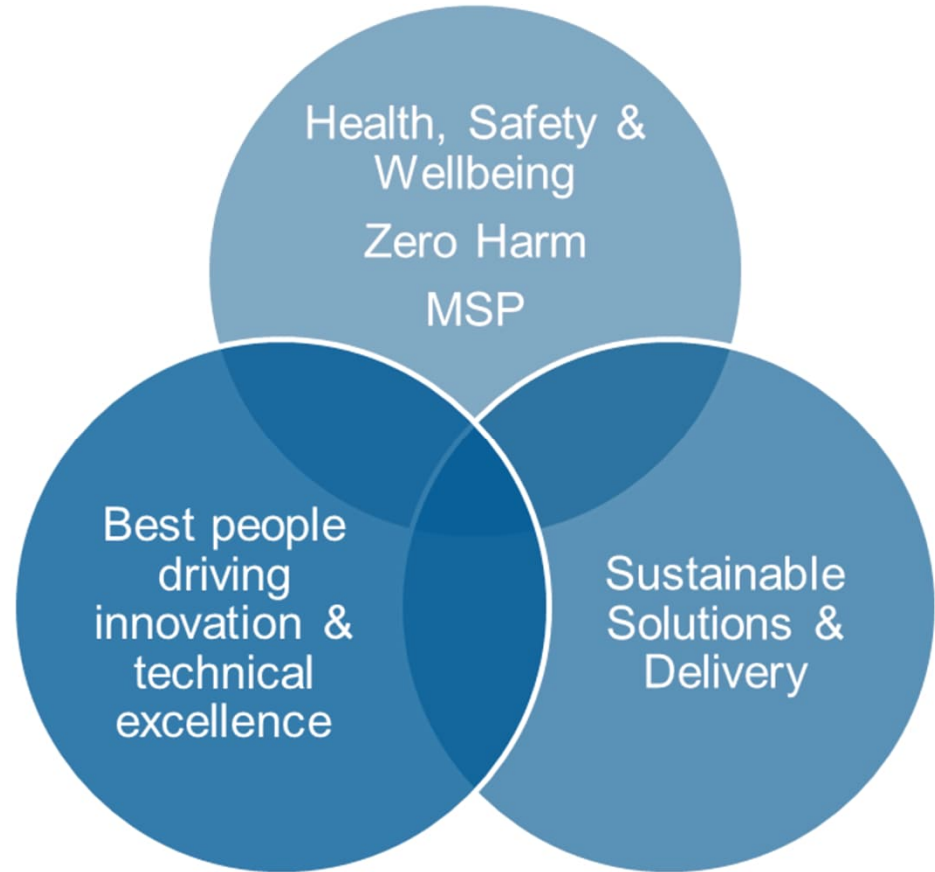 Health, Safety &
Wellbeing
Zero Harm
MSP
Best people
driving
innovation &
technical
excellence
Sustainable
Solutions &
Delivery